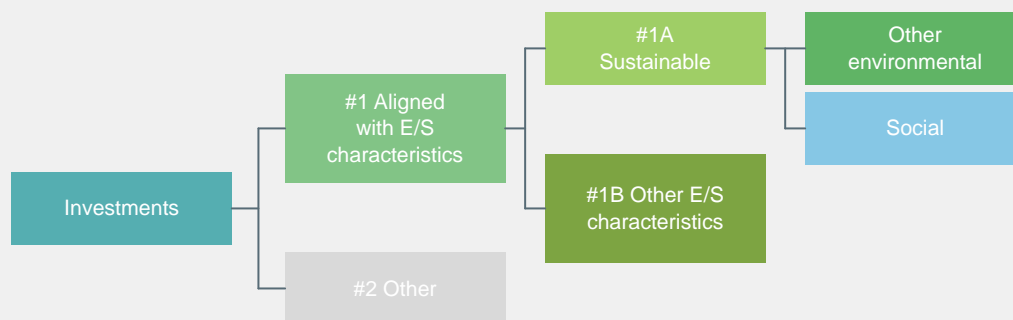 Investments
#1 Aligned
with E/S
characteristics
#2 Other
#1A
Sustainable
#1B Other E/S
characteristics
Other
environmental
Social